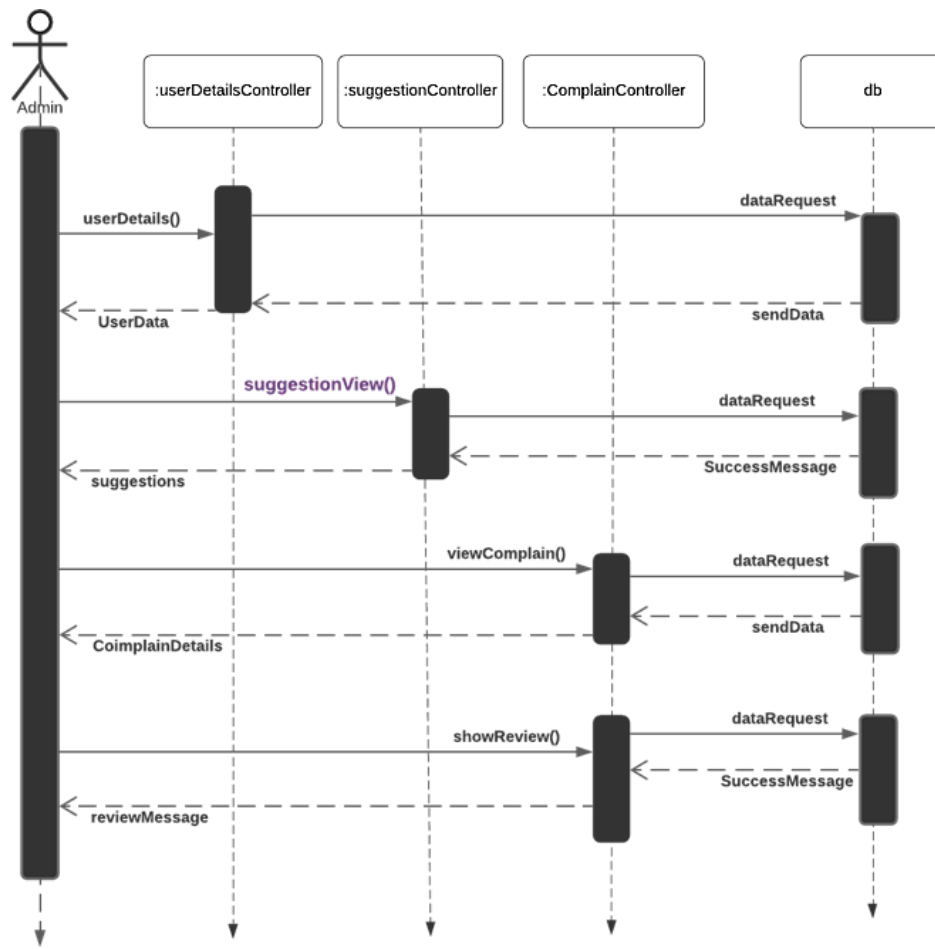 Admin
:userDetailsController
:suggestionController
:ComplainController
db
dataRequest
userDetails()
sendData
UserData
suggestionView()
dataRequest
SuccessMessage
suggestions
viewComplain()
dataRequest
sendData
CoimplainDetails
dataRequest
showReview()
SuccessMessage
reviewMessage